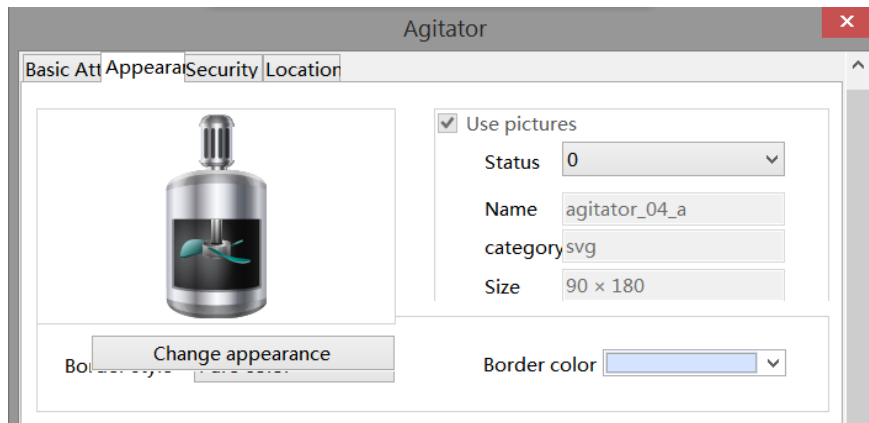 Agitator
Basic Att Appearan Security Location
Use pictures
Status 0
Name agitator_04_a
category svg
Size 90 × 180
Change appearance
Border color